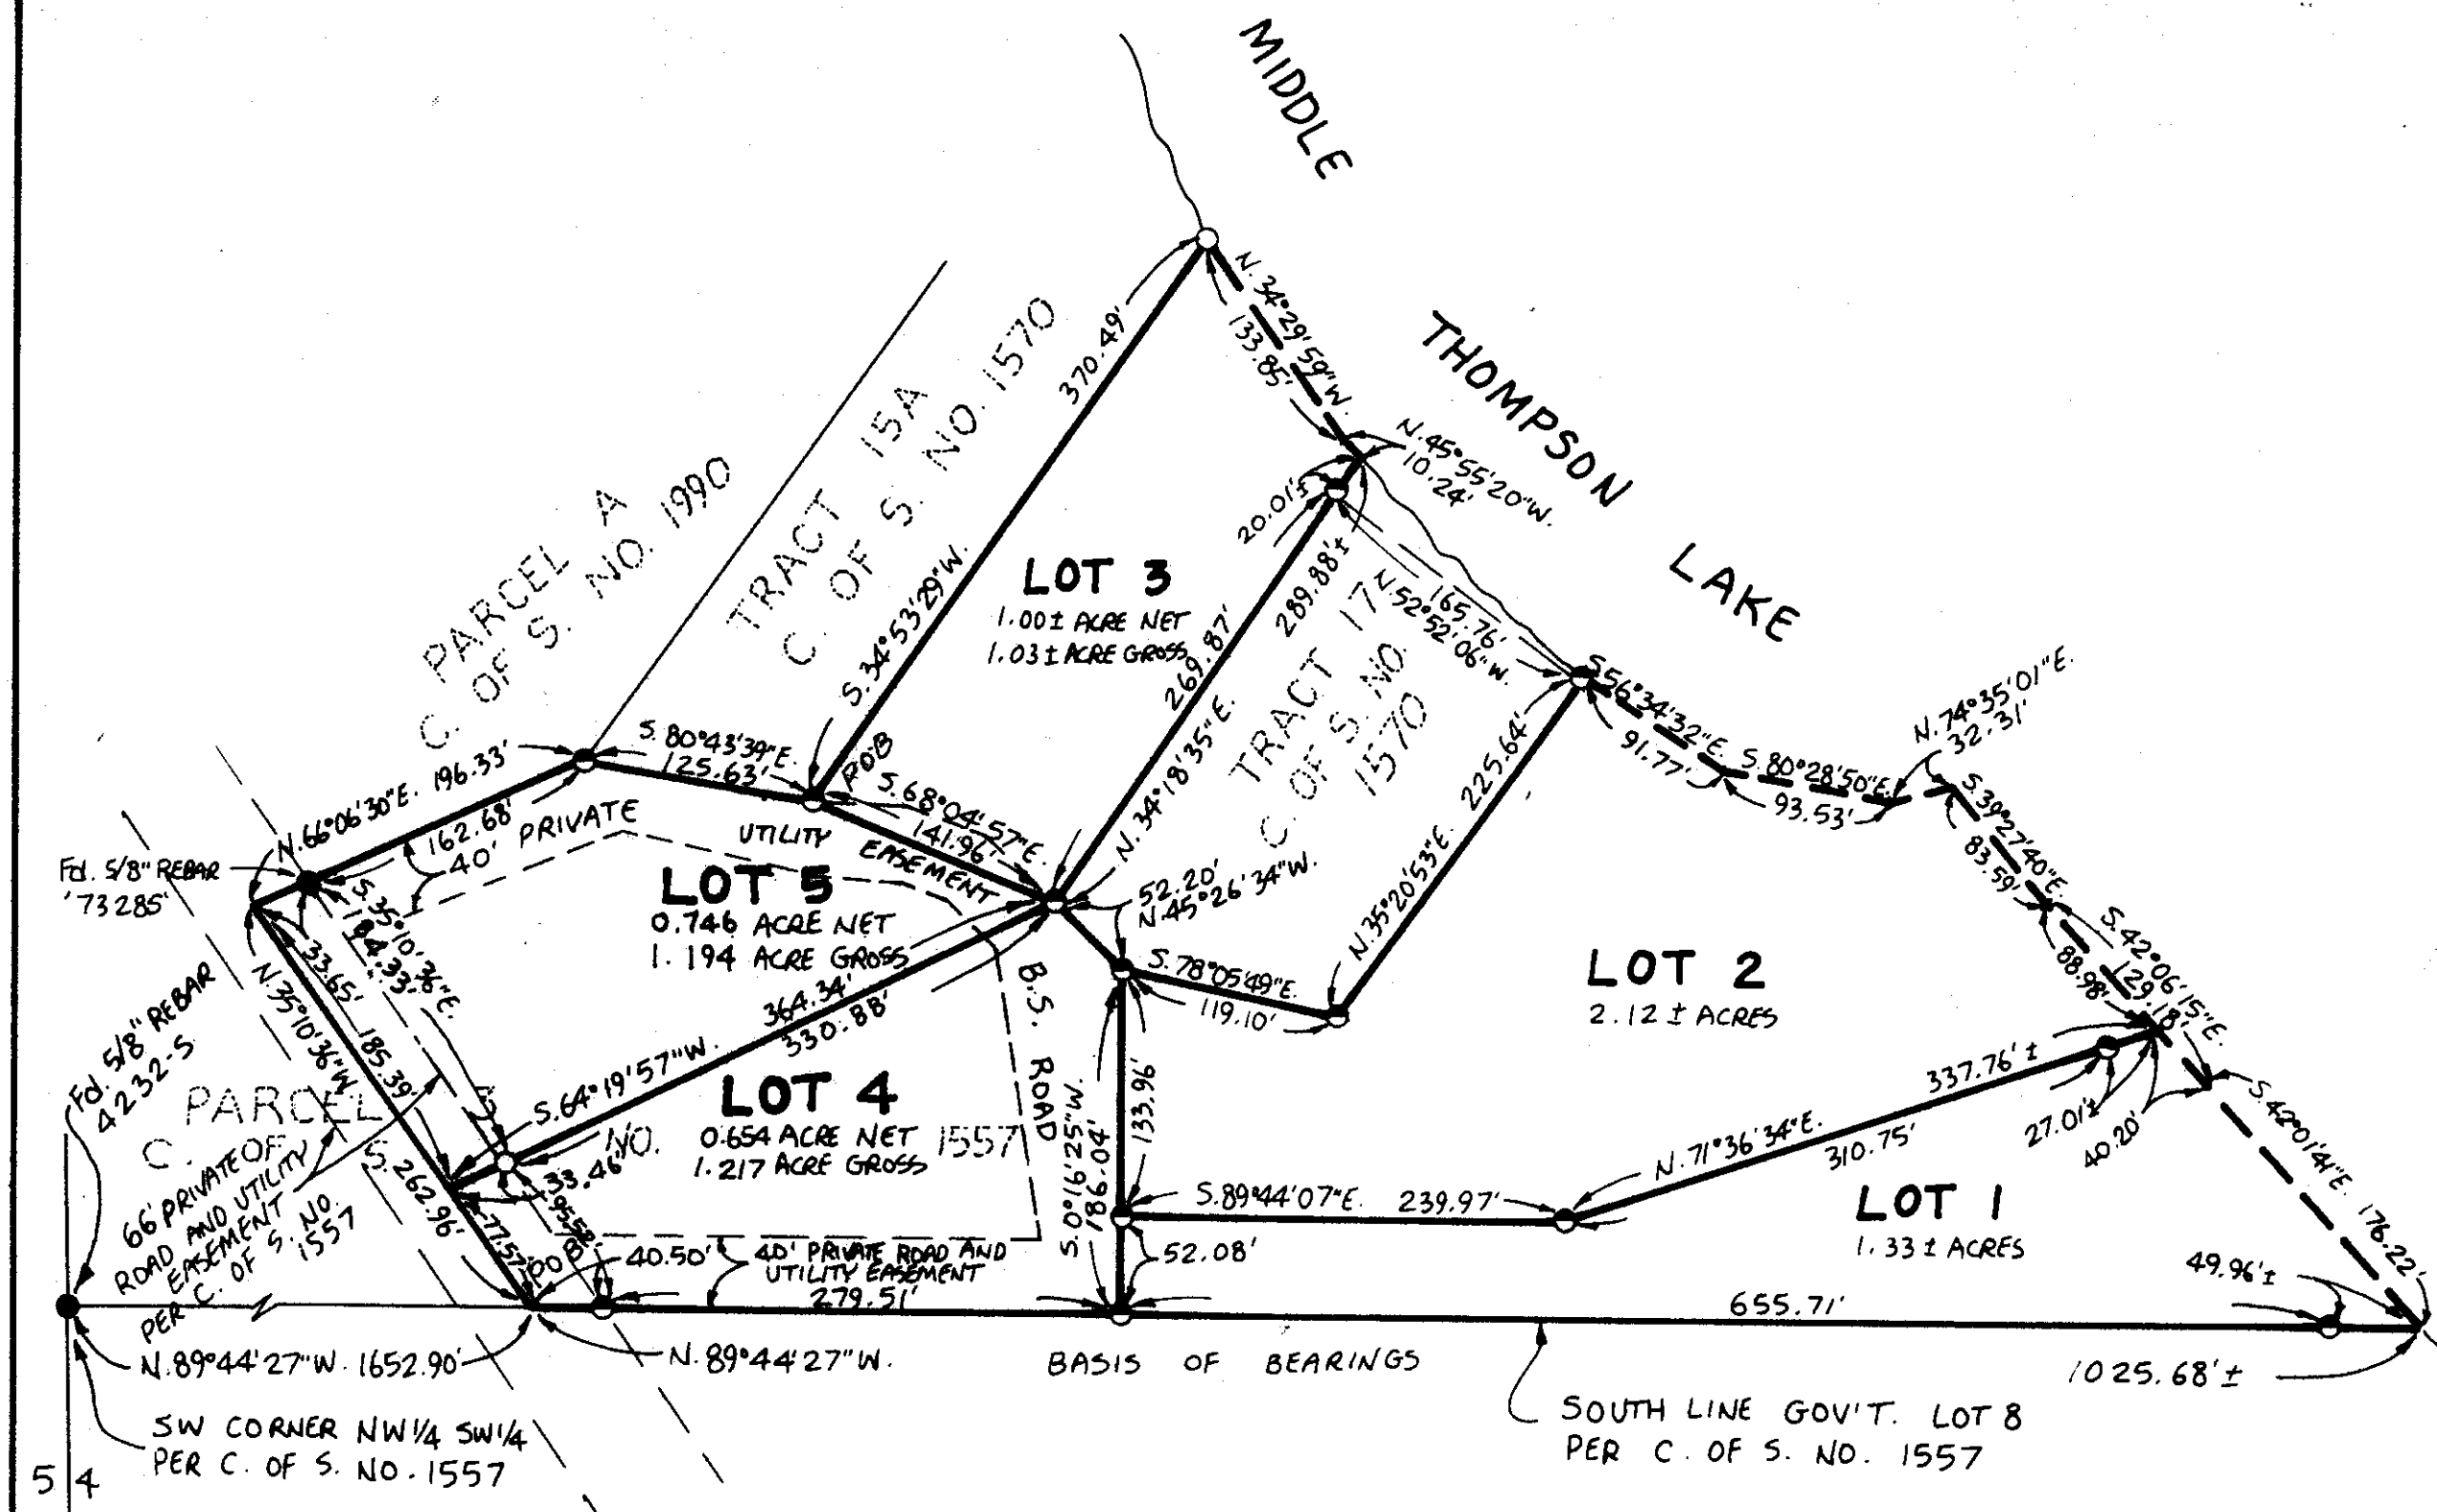 MIDDLE
THOMPSON
LAKE
N.34°29'59"W.
133.85'
370.49'
N.45°55'20"W.
10.24'
20.01'±
PARCEL A
C. OF S. NO. 1990
TRACT 15A
C. OF S. NO. 1570
S.34°53'29"W.
LOT 3
1.00± ACRE NET
1.03± ACRE GROSS
289.88'±
269.87'
N.34°18'35"E.
165.76'
N.52°52'06"W.
TRACT 17
C. OF S. NO.
1570
S.56°34'32"E.
91.77'
S.80°28'50"E.
93.53'
N.74°35'01"E.
32.31'
S.39°27'40"E.
83.59'
S.42°06'15"E.
129.18'
88.98'
225.64'
N.35°20'53"E.
S.80°43'39"E.
125.63'
POB
S.68°04'57"E.
141.96'
N.66°06'30"E. 196.33'
162.68'
40' PRIVATE
UTILITY
EASEMENT
Fd. 5/8" REBAR
'73285'
LOT 5
0.746 ACRE NET
1.194 ACRE GROSS
52.20'
N.45°26'34"W.
S.78°05'49"E.
119.10'
LOT 2
2.12 ± ACRES
S.35°10'36"E.
184.33'
33.65'
N.35°10'36"W.
185.39'
364.34'
330.88'
S.64°19'57"W.
B.S. ROAD
Fd. 5/8" REBAR
4232-S
PARCEL
C.
S.
NO. 1557
LOT 4
0.654 ACRE NET
1.217 ACRE GROSS
33.46'
95.58'
77.57'
262.96'
POB
133.96'
S.0°16'25"W.
186.04'
337.76'±
27.01'±
40.20'
N.71°36'34"E.
310.75'
S.42°01'41"E. 176.22'
LOT 1
1.33 ± ACRES
S.89°44'07"E. 239.97'
52.08'
66' PRIVATE
ROAD AND UTILITY
EASEMENT
PER C. OF S. NO.
1557
OF
40.50'
40' PRIVATE ROAD AND
UTILITY EASEMENT
279.51'
655.71'
49.96'±
N.89°44'27"W. 1652.90'
N.89°44'27"W.
BASIS OF BEARINGS
1025.68'±
SW CORNER NW1/4 SW1/4
PER C. OF S. NO. 1557
SOUTH LINE GOV'T. LOT 8
PER C. OF S. NO. 1557
5 4